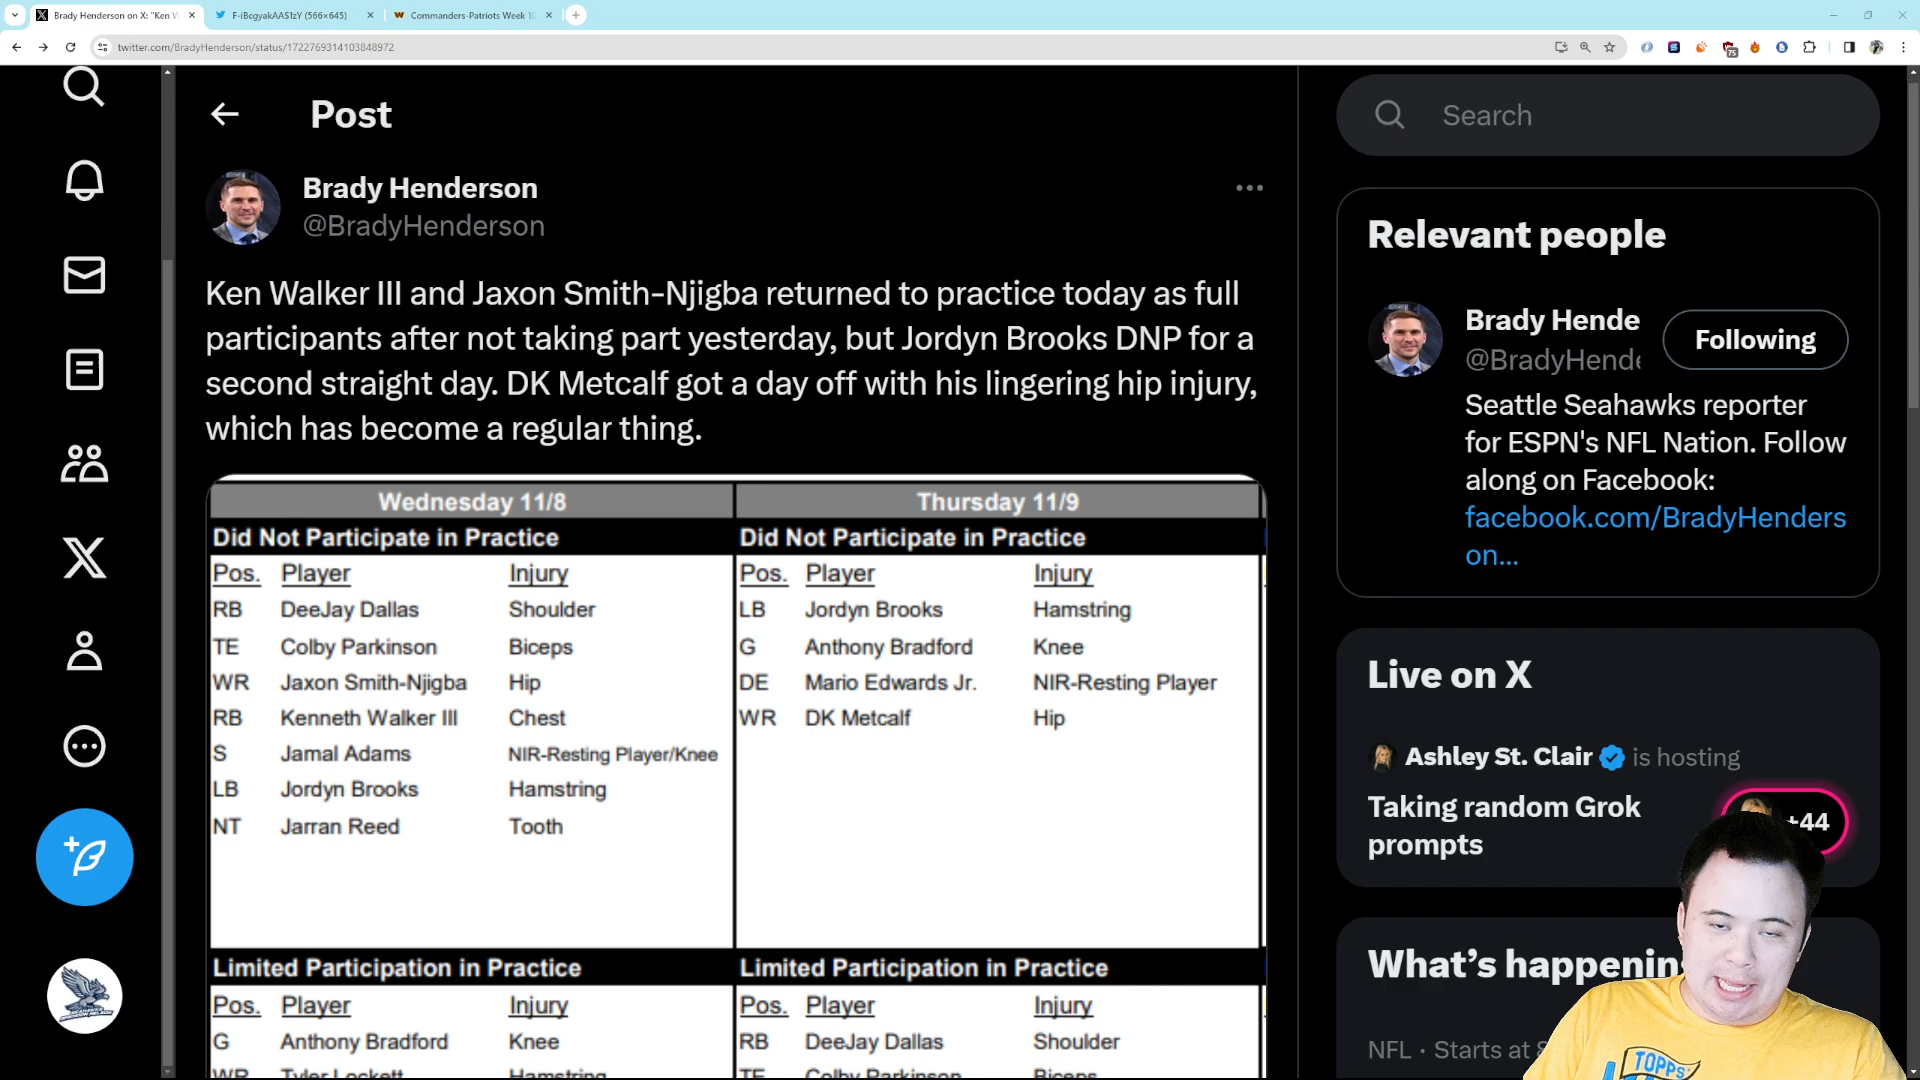 Brady Henderson on X: "Ken W
F-iBcgyakAAS1zY (566×645)
Commanders-Patriots Week 10
twitter.com/BradyHenderson/status/1722769314103848972
75
Post
Brady Henderson
@BradyHenderson
Ken Walker III and Jaxon Smith-Njigba returned to practice today as full
participants after not taking part yesterday, but Jordyn Brooks DNP for a
second straight day. DK Metcalf got a day off with his lingering hip injury,
which has become a regular thing.
Wednesday 11/8
Did Not Participate in Practice
Pos. Player Injury
RB DeeJay Dallas Shoulder
TE Colby Parkinson Biceps
WR Jaxon Smith-Njigba Hip
RB Kenneth Walker III Chest
S Jamal Adams NIR-Resting Player/Knee
LB Jordyn Brooks Hamstring
NT Jarran Reed Tooth
Limited Participation in Practice
Pos. Player Injury
G Anthony Bradford Knee
WR Tyler Lockett Hamstring
Thursday 11/9
Did Not Participate in Practice
Pos. Player Injury
LB Jordyn Brooks Hamstring
G Anthony Bradford Knee
DE Mario Edwards Jr. NIR-Resting Player
WR DK Metcalf Hip
Limited Participation in Practice
Pos. Player Injury
RB DeeJay Dallas Shoulder
TE Colby Parkinson Biceps
Search
Relevant people
Brady Hende
@BradyHende
Following
Seattle Seahawks reporter
for ESPN's NFL Nation. Follow
along on Facebook:
facebook.com/BradyHenders
on...
Live on X
Ashley St. Clair is hosting
Taking random Grok
prompts
+44
What's happenin
NFL · Starts at
TOPPS